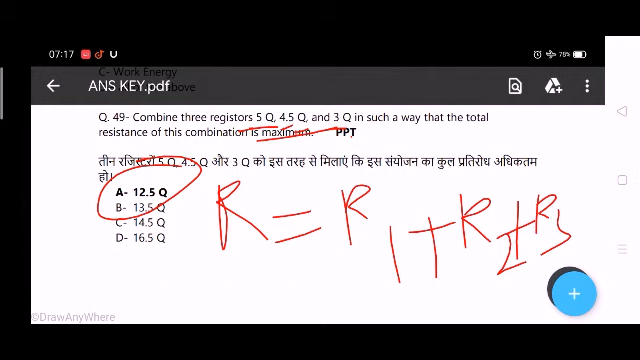 07:17
78%
C- Work Energy
ANS KEY.pdf
Q. 49- Combine three registors 5 Q, 4.5 Q, and 3 Q in such a way that the total
resistance of this combination is maximum. PPT
तीन रजिस्टरों 5 Q, 4.5 Q और 3 Q को इस तरह से मिलाएं कि इस संयोजन का कुल प्रतिरोध अधिकतम
हो|
A- 12.5 Q
B- 13.5 Q
C- 14.5 Q
D- 16.5 Q
R = R1 + R2 + R3
@DrawAnyWhere